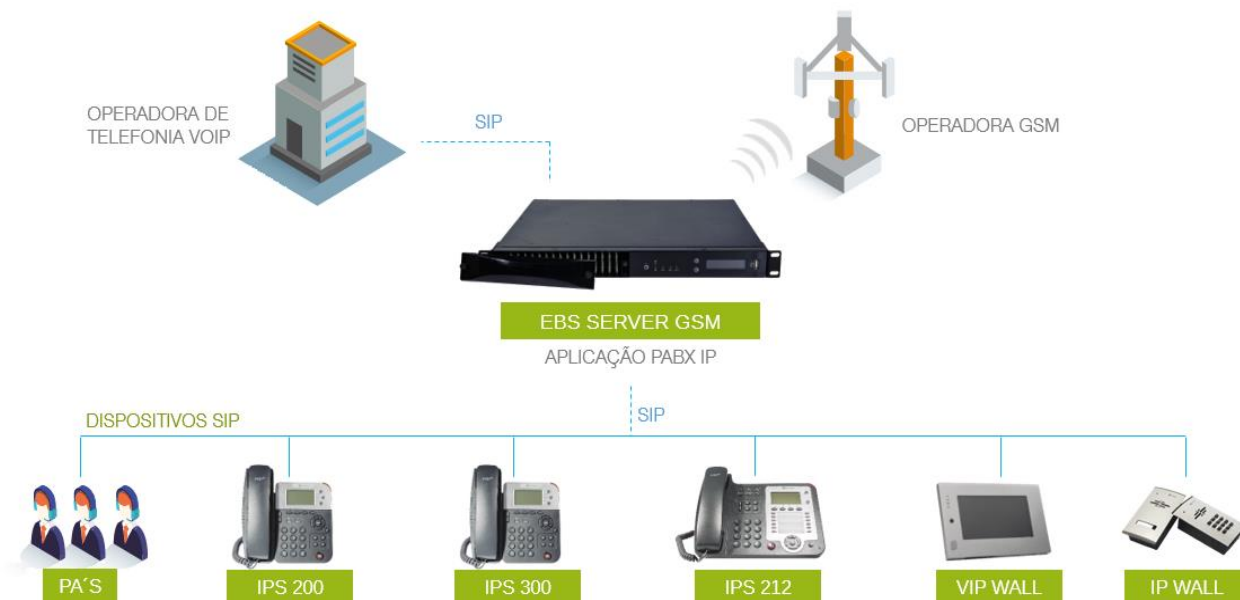 OPERADORA DE
TELEFONIA VOIP
SIP
OPERADORA GSM
EBS SERVER GSM
APLICAÇÃO PABX IP
DISPOSITIVOS SIP
SIP
PA´S
IPS 200
IPS 300
IPS 212
VIP WALL
IP WALL